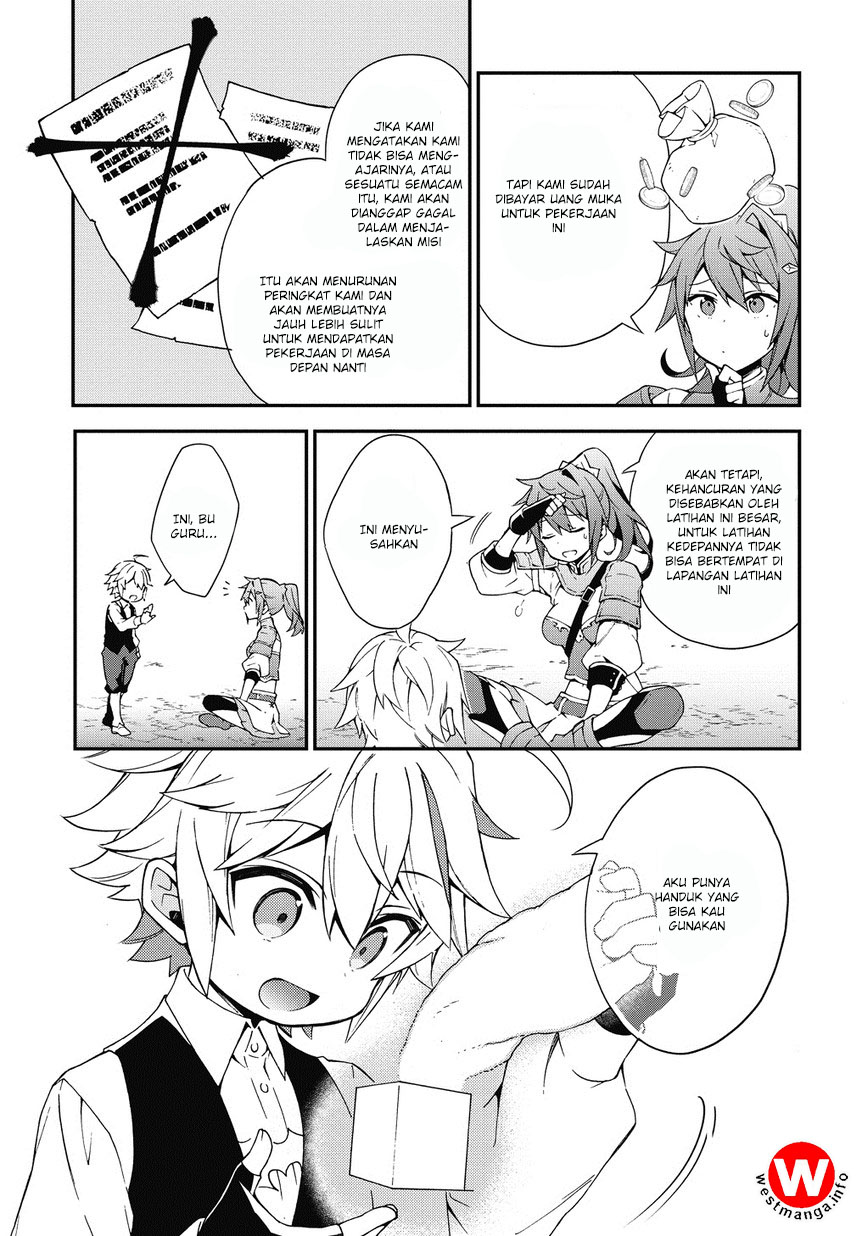 TAPI KAMI SUDAH
DIBAYAR UANG MUKA
UNTUK PEKERJAAN
INI
JIKA KAMI
MENGATAKAN KAMI
TIDAK BISA MENG-
AJARINYA, ATAU
SESUATU SEMACAM
ITU, KAMI AKAN
DIANGGAP GAGAL
DALAM MENJA-
LASKAN MISI
ITU AKAN MENURUNAN
PERINGKAT KAMI DAN
AKAN MEMBUATNYA
JAUH LEBIH SULIT
UNTUK MENDAPATKAN
PEKERJAAN DI MASA
DEPAN NANTI
AKAN TETAPI,
KEHANCURAN YANG
DISEBABKAN OLEH
LATIHAN INI BESAR,
UNTUK LATIHAN
KEDEPANNYA TIDAK
BISA BERTEMPAT DI
LAPANGAN LATIHAN
INI
INI MENYU-
SAHKAN
INI, BU
GURU...
AKU PUNYA
HANDUK YANG
BISA KAU
GUNAKAN
W
westmanga.info